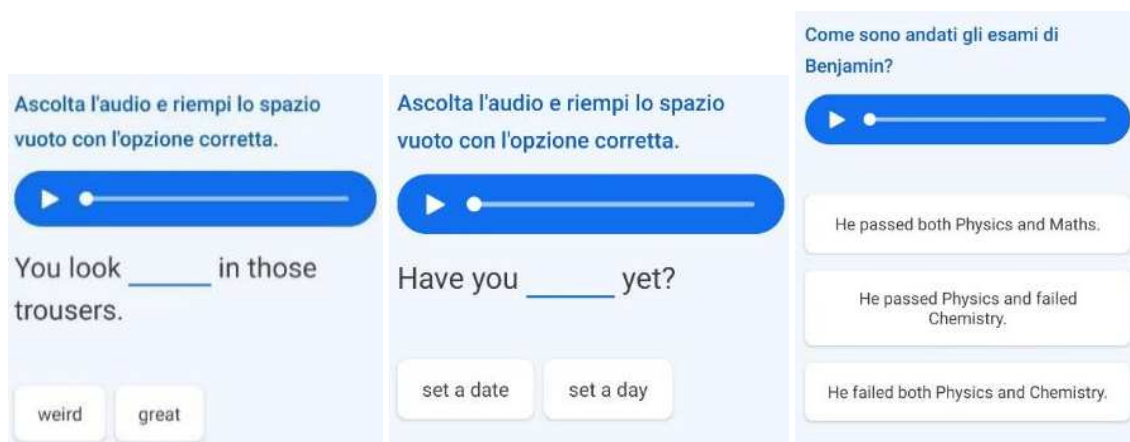 Ascolta l'audio e riempi lo spazio
vuoto con l'opzione corretta.
You look ______ in those
trousers.
weird
great
Ascolta l'audio e riempi lo spazio
vuoto con l'opzione corretta.
Have you ______ yet?
set a date
set a day
Come sono andati gli esami di
Benjamin?
He passed both Physics and Maths.
He passed Physics and failed
Chemistry.
He failed both Physics and Chemistry.